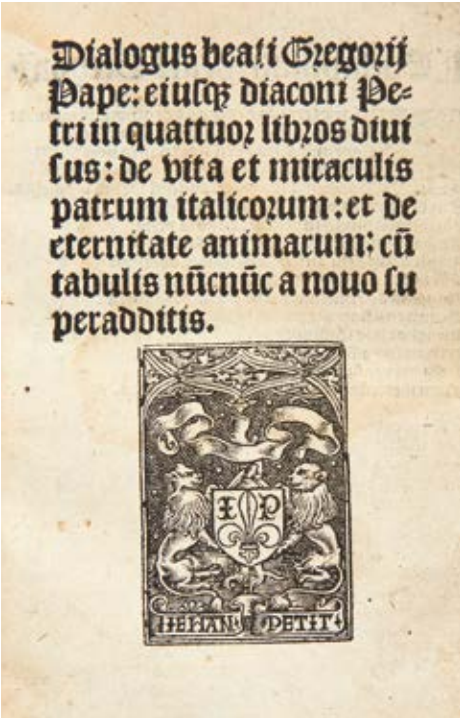 Dialogus beati Gregorij
Pape: eiusqꝫ diaconi Pe-
tri in quattuor libros diui
sus: de vita et miraculis
patrum italicorum: et de
eternitate animarum: cū
tabulis nūcnūc a nouo su
peradditis.
I P
IEHAN PETIT